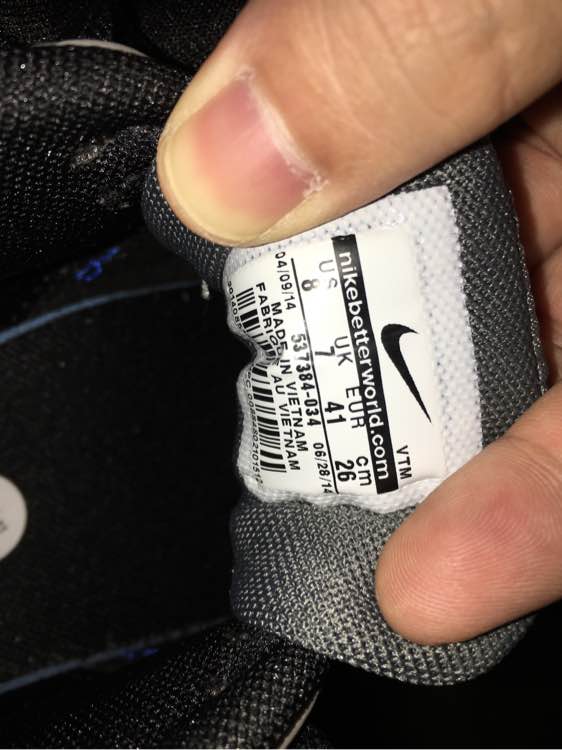 VTM
nikebetterworld.com
US UK EUR cm
8 7 41 26
04/09/14 537384-034 06/28/14
MADE IN VIETNAM
FABRIQUE AU VIETNAM